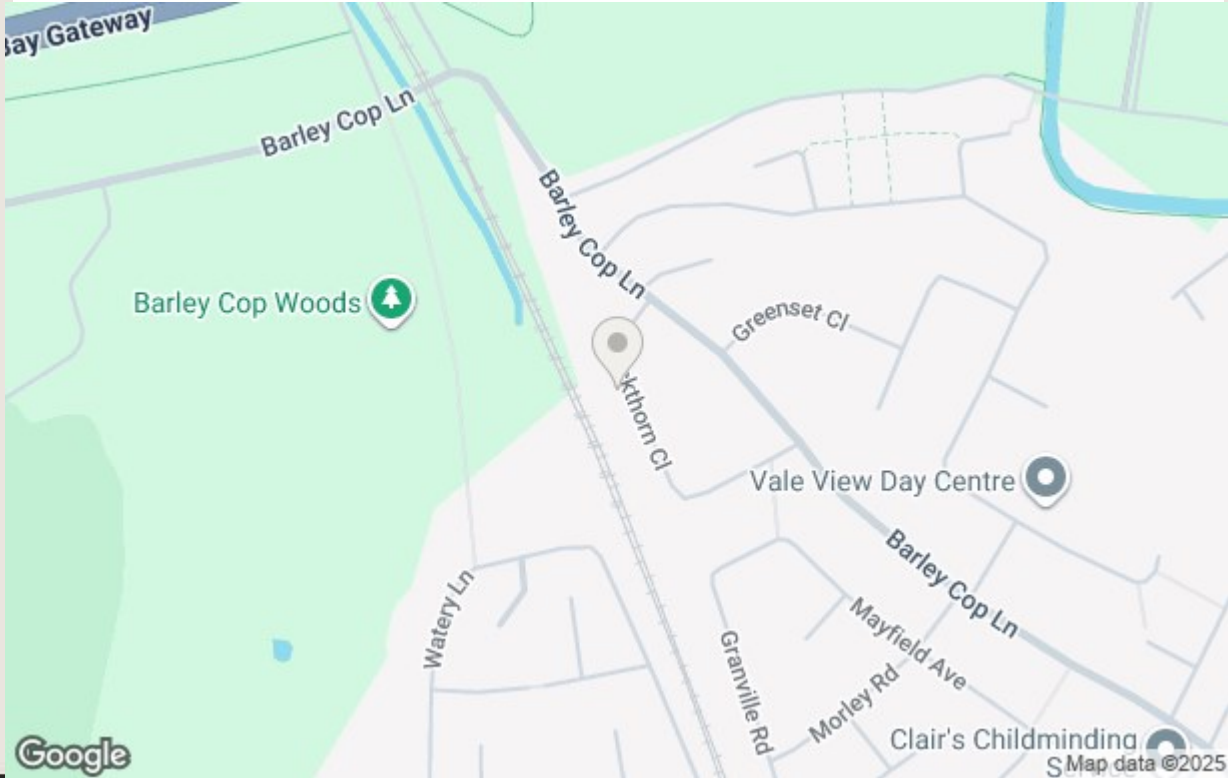 Bay Gateway
Barley Cop Ln
Barley Cop Ln
Barley Cop Woods
Greenset Cl
kthorn Cl
Vale View Day Centre
Barley Cop Ln
Watery Ln
Mayfield Ave
Granville Rd
Morley Rd
Clair's Childminding
S
Google
Map data ©2025